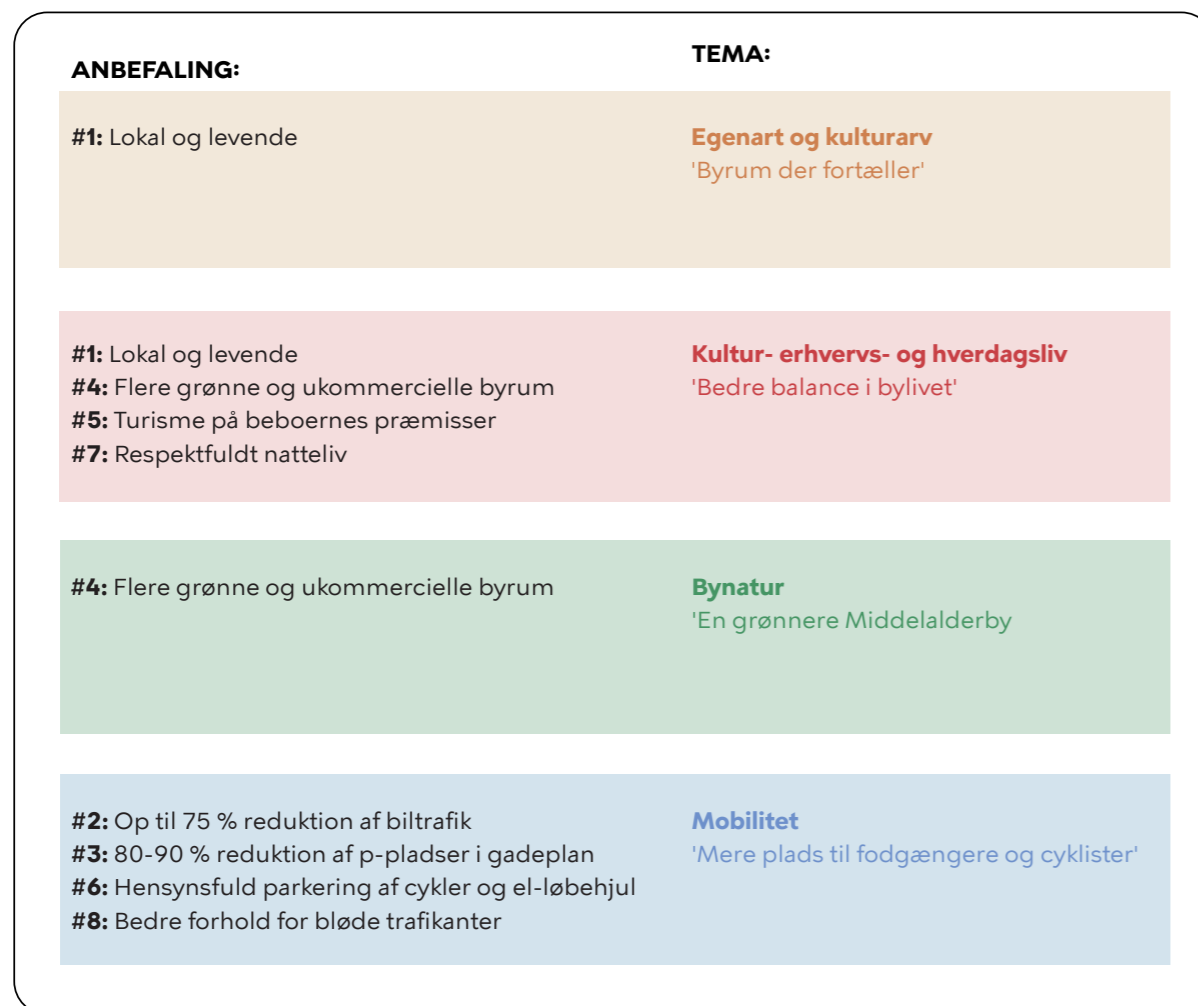 ANBEFALING:
TEMA:
#1: Lokal og levende
Egenart og kulturarv
'Byrum der fortæller'
#1: Lokal og levende
#4: Flere grønne og ukommercielle byrum
#5: Turisme på beboernes præmisser
#7: Respektfuldt natteliv
Kultur- erhvervs- og hverdagsliv
'Bedre balance i bylivet'
#4: Flere grønne og ukommercielle byrum
Bynatur
'En grønnere Middelalderby
#2: Op til 75 % reduktion af biltrafik
#3: 80-90 % reduktion af p-pladser i gadeplan
#6: Hensynsfuld parkering af cykler og el-løbehjul
#8: Bedre forhold for bløde trafikanter
Mobilitet
'Mere plads til fodgængere og cyklister'